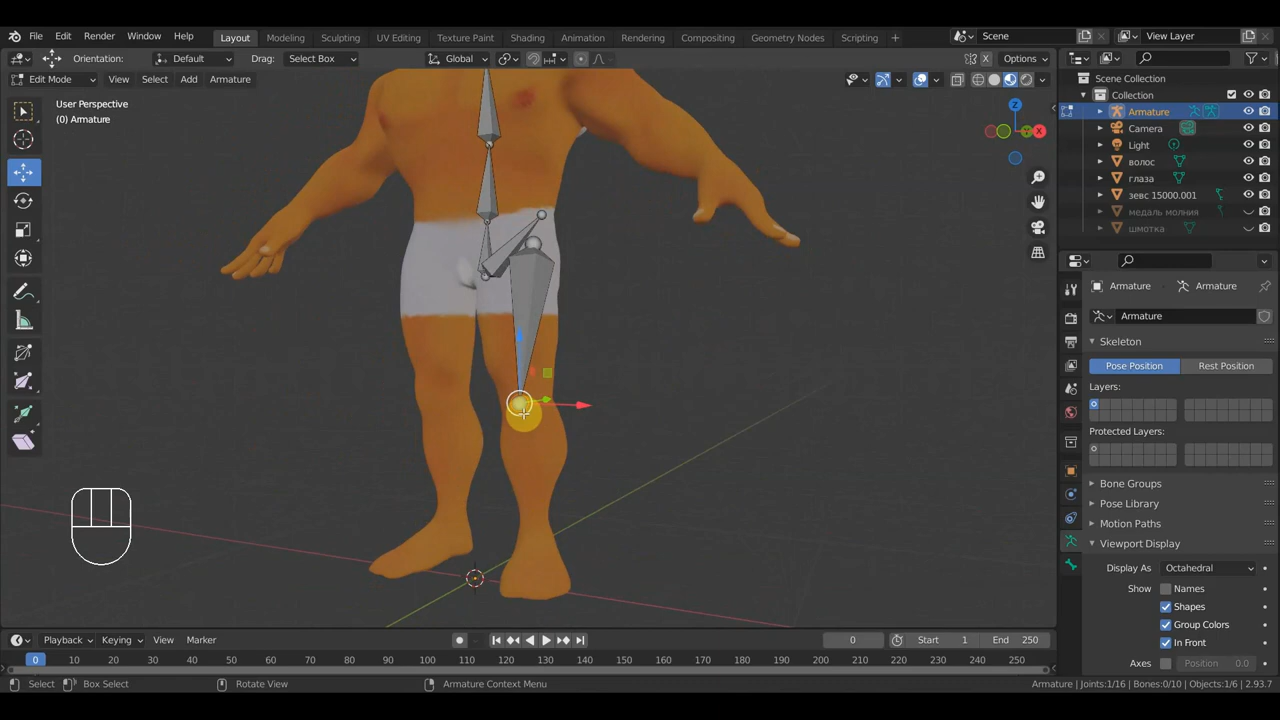 File Edit Render Window Help Layout Modeling Sculpting UV Editing Texture Paint Shading Animation Rendering Compositing Geometry Nodes Scripting + Scene View Layer
Orientation: Default Drag: Select Box Global Options
Edit Mode View Select Add Armature
User Perspective
(0) Armature
Z
X
Y
Scene Collection
Collection
Armature
Camera
Light
волос
глаза
зевс 15000.001
медаль молния
шмотка
Armature Armature
Armature
Skeleton
Pose Position Rest Position
Layers:
Protected Layers:
Bone Groups
Pose Library
Motion Paths
Viewport Display
Display As Octahedral
Show Names
Shapes
Group Colors
In Front
Axes Position 0.0
Playback Keying View Marker 0 Start 1 End 250
0 10 20 30 40 50 60 70 80 90 100 110 120 130 140 150 160 170 180 190 200 210 220 230 240 250
Select Box Select Rotate View Armature Context Menu Armature | Joints:1/16 | Bones:0/10 | Objects:1/6 | 2.93.7